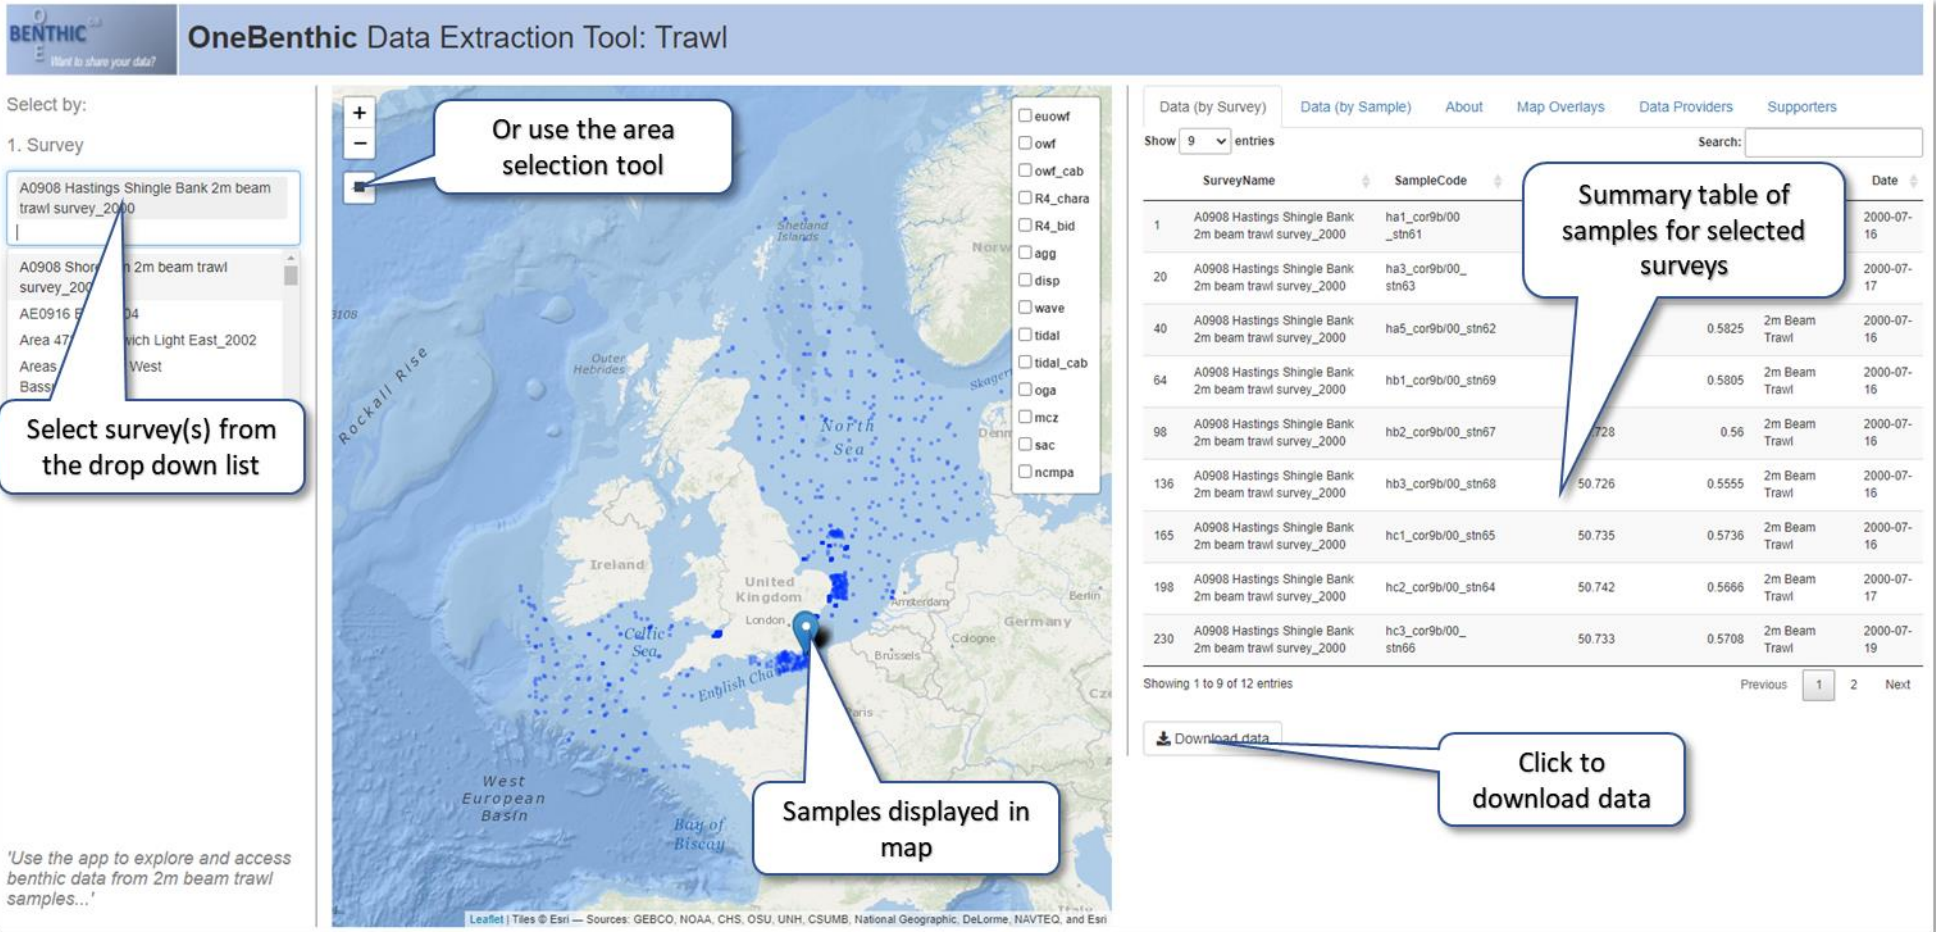 BENTHIC
O
E
Want to share your data?
OneBenthic Data Extraction Tool: Trawl
Select by:
1. Survey
A0908 Hastings Shingle Bank 2m beam
trawl survey_2000
A0908 2m beam trawl
AE0916
Area wich Light East_2002
Areas West
Select survey(s) from
the drop down list
'Use the app to explore and access
benthic data from 2m beam trawl
samples...'
+
−
Or use the area
selection tool
euowf
owf
owf_cab
R4_chara
R4_bid
agg
disp
wave
tidal
tidal_cab
oga
mcz
sac
ncmpa
Shetland
Islands
Norw
3108
Rockall Rise
Outer
Hebrides
Skager
North
Sea
Denm
Ireland
United
Kingdom
London
Amsterdam
Berlin
Germany
Cologne
Brussels
Celtic
Sea
English Cha
Paris
Cze
West
European
Basin
Bay of
Biscay
Italy
Samples displayed in
map
Leaflet | Tiles © Esri — Sources: GEBCO, NOAA, CHS, OSU, UNH, CSUMB, National Geographic, DeLorme, NAVTEQ, and Esri
Data (by Survey) Data (by Sample) About Map Overlays Data Providers Supporters
Show 9 entries Search:
SurveyName SampleCode Date
Summary table of
samples for selected
surveys
1 A0908 Hastings Shingle Bank ha1_cor9b/00 2000-07-
2m beam trawl survey_2000 _stn61 16
20 A0908 Hastings Shingle Bank ha3_cor9b/00_ 2000-07-
2m beam trawl survey_2000 stn63 17
40 A0908 Hastings Shingle Bank ha5_cor9b/00_stn62 0.5825 2m Beam 2000-07-
2m beam trawl survey_2000 Trawl 16
64 A0908 Hastings Shingle Bank hb1_cor9b/00_stn69 0.5805 2m Beam 2000-07-
2m beam trawl survey_2000 Trawl 16
98 A0908 Hastings Shingle Bank hb2_cor9b/00_stn67 .728 0.56 2m Beam 2000-07-
2m beam trawl survey_2000 Trawl 16
136 A0908 Hastings Shingle Bank hb3_cor9b/00_stn68 50.726 0.5555 2m Beam 2000-07-
2m beam trawl survey_2000 Trawl 16
165 A0908 Hastings Shingle Bank hc1_cor9b/00_stn65 50.735 0.5736 2m Beam 2000-07-
2m beam trawl survey_2000 Trawl 16
198 A0908 Hastings Shingle Bank hc2_cor9b/00_stn64 50.742 0.5666 2m Beam 2000-07-
2m beam trawl survey_2000 Trawl 17
230 A0908 Hastings Shingle Bank hc3_cor9b/00_ 50.733 0.5708 2m Beam 2000-07-
2m beam trawl survey_2000 stn66 Trawl 19
Showing 1 to 9 of 12 entries Previous 1 2 Next
Download data
Click to
download data